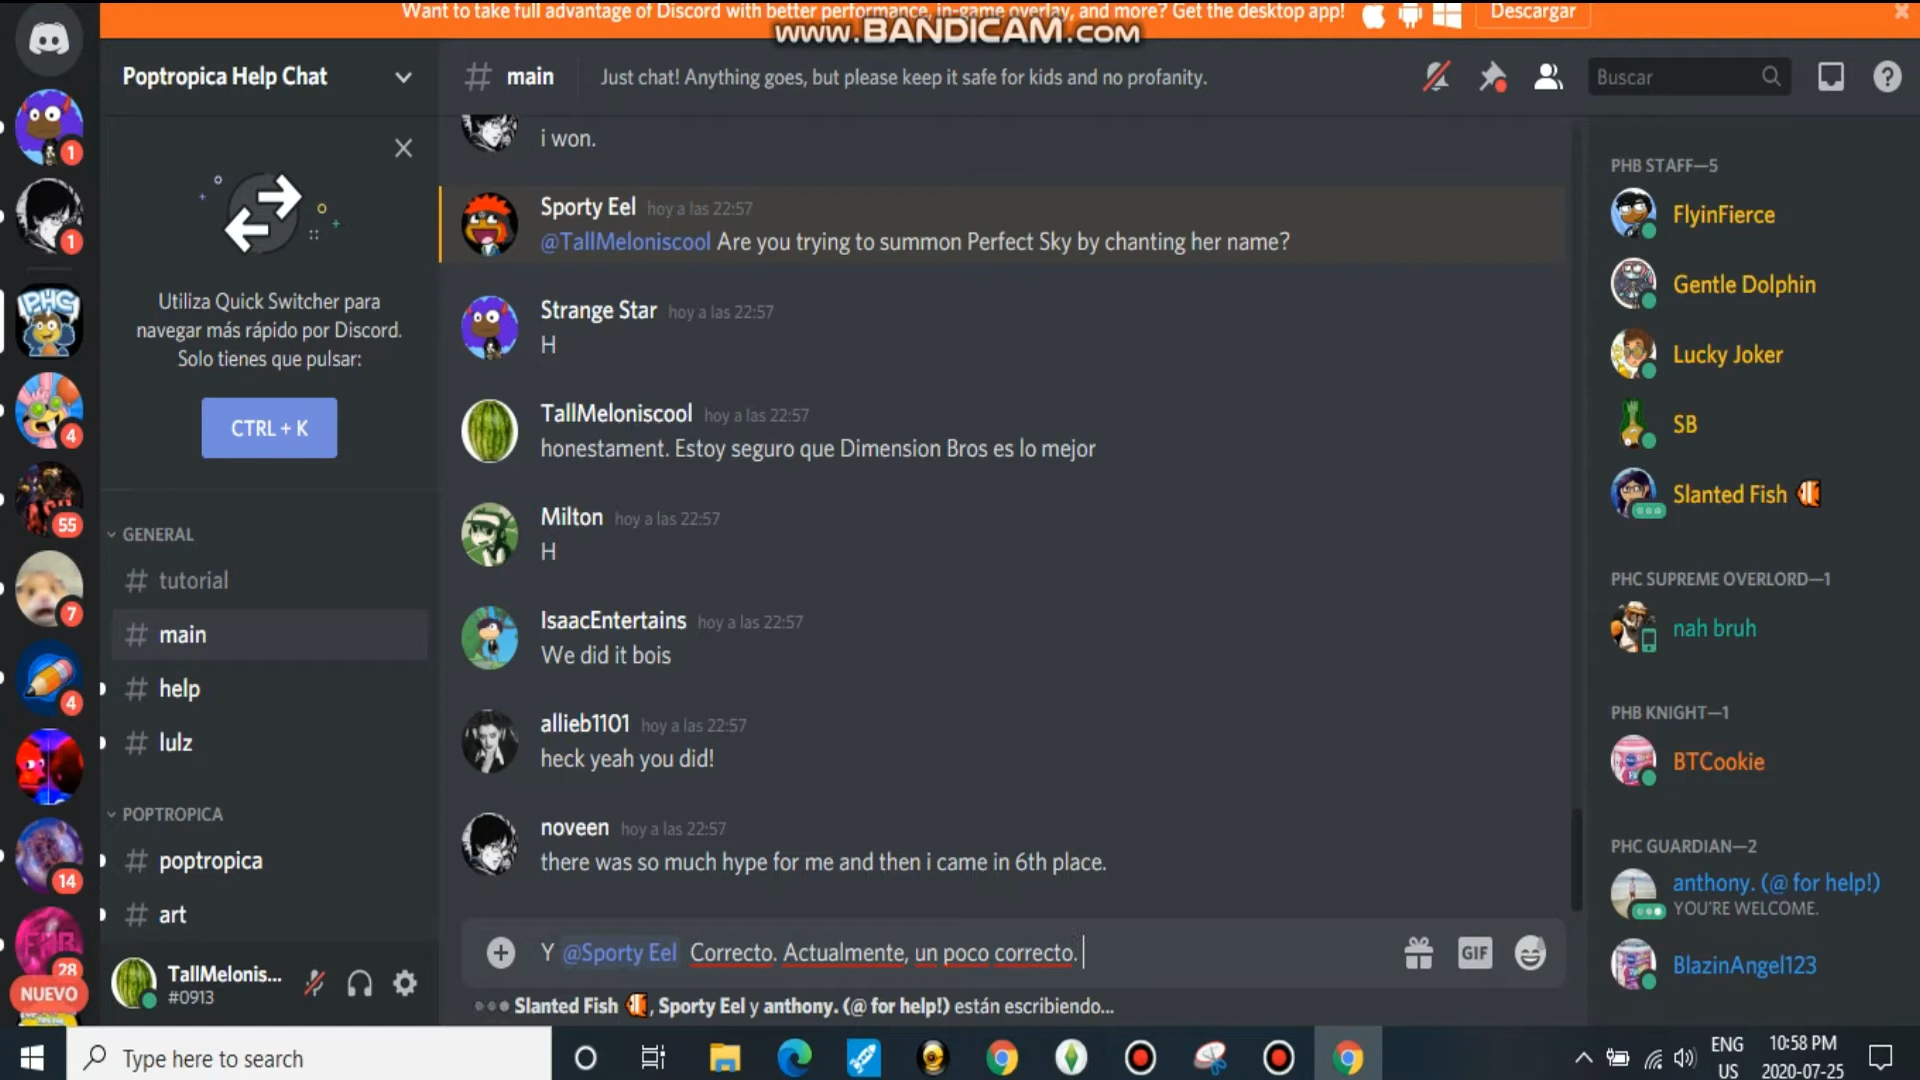 Want to take full advantage of Discord with better performance, in-game overlay, and more? Get the desktop app!
Descargar
www.BANDICAM.com
Poptropica Help Chat
main
Just chat! Anything goes, but please keep it safe for kids and no profanity.
Buscar
1
1
PHC
4
55
7
4
14
28
NUEVO
Utiliza Quick Switcher para
navegar más rápido por Discord.
Solo tienes que pulsar:
CTRL + K
GENERAL
# tutorial
# main
# help
# lulz
POPTROPICA
# poptropica
# art
TallMelonis...
#0913
i won.
Sporty Eel hoy a las 22:57
@TallMeloniscool Are you trying to summon Perfect Sky by chanting her name?
Strange Star hoy a las 22:57
H
TallMeloniscool hoy a las 22:57
honestament. Estoy seguro que Dimension Bros es lo mejor
Milton hoy a las 22:57
H
IsaacEntertains hoy a las 22:57
We did it bois
allieb1101 hoy a las 22:57
heck yeah you did!
noveen hoy a las 22:57
there was so much hype for me and then i came in 6th place.
Y @Sporty Eel Correcto. Actualmente, un poco correcto.
GIF
Slanted Fish, Sporty Eel y anthony. (@ for help!) están escribiendo...
PHB STAFF—5
FlyinFierce
Gentle Dolphin
Lucky Joker
SB
Slanted Fish
PHC SUPREME OVERLORD—1
nah bruh
PHB KNIGHT—1
BTCookie
PHC GUARDIAN—2
anthony. (@ for help!)
YOU'RE WELCOME.
BlazinAngel123
Type here to search
ENG
US
10:58 PM
2020-07-25